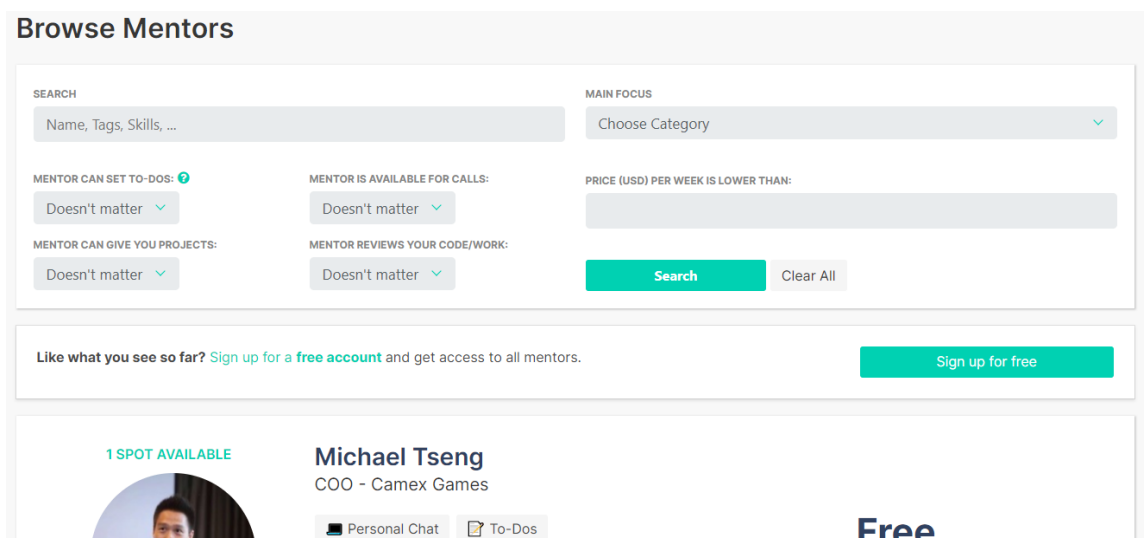 Browse Mentors
SEARCH
Name, Tags, Skills, ...
MAIN FOCUS
Choose Category
MENTOR CAN SET TO-DOS: ?
Doesn't matter
MENTOR IS AVAILABLE FOR CALLS:
Doesn't matter
PRICE (USD) PER WEEK IS LOWER THAN:
MENTOR CAN GIVE YOU PROJECTS:
Doesn't matter
MENTOR REVIEWS YOUR CODE/WORK:
Doesn't matter
Search
Clear All
Like what you see so far? Sign up for a free account and get access to all mentors.
Sign up for free
1 SPOT AVAILABLE
Michael Tseng
COO - Camex Games
Personal Chat
To-Dos
Free